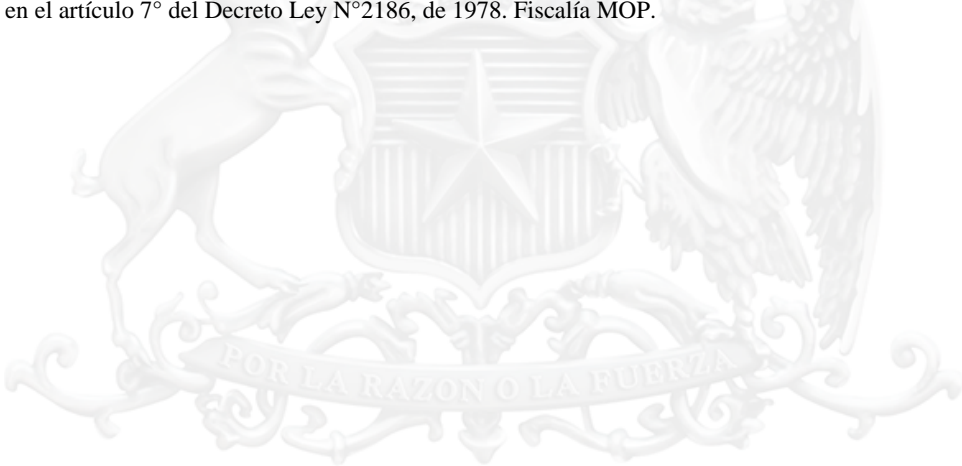 en el artículo 7° del Decreto Ley N°2186, de 1978. Fiscalía MOP.
POR LA RAZON O LA FUERZA